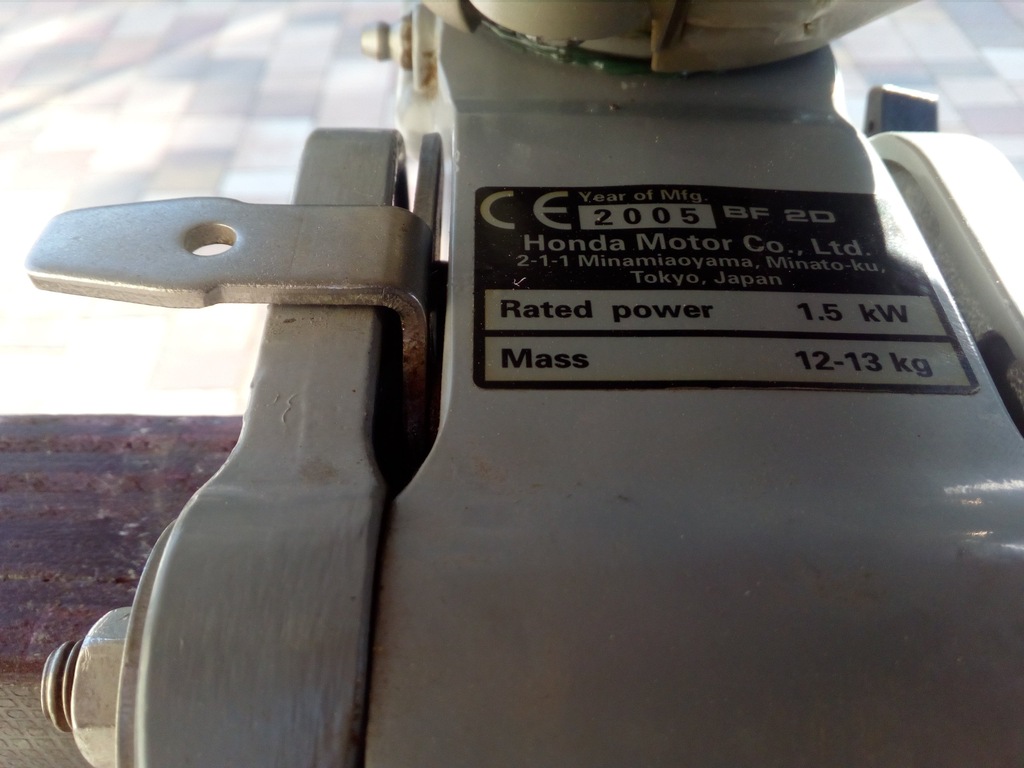 CE Year of Mfg.
2005 BF 2D
Honda Motor Co., Ltd.
2-1-1 Minamiaoyama, Minato-ku,
Tokyo, Japan
Rated power 1.5 kW
Mass 12-13 kg